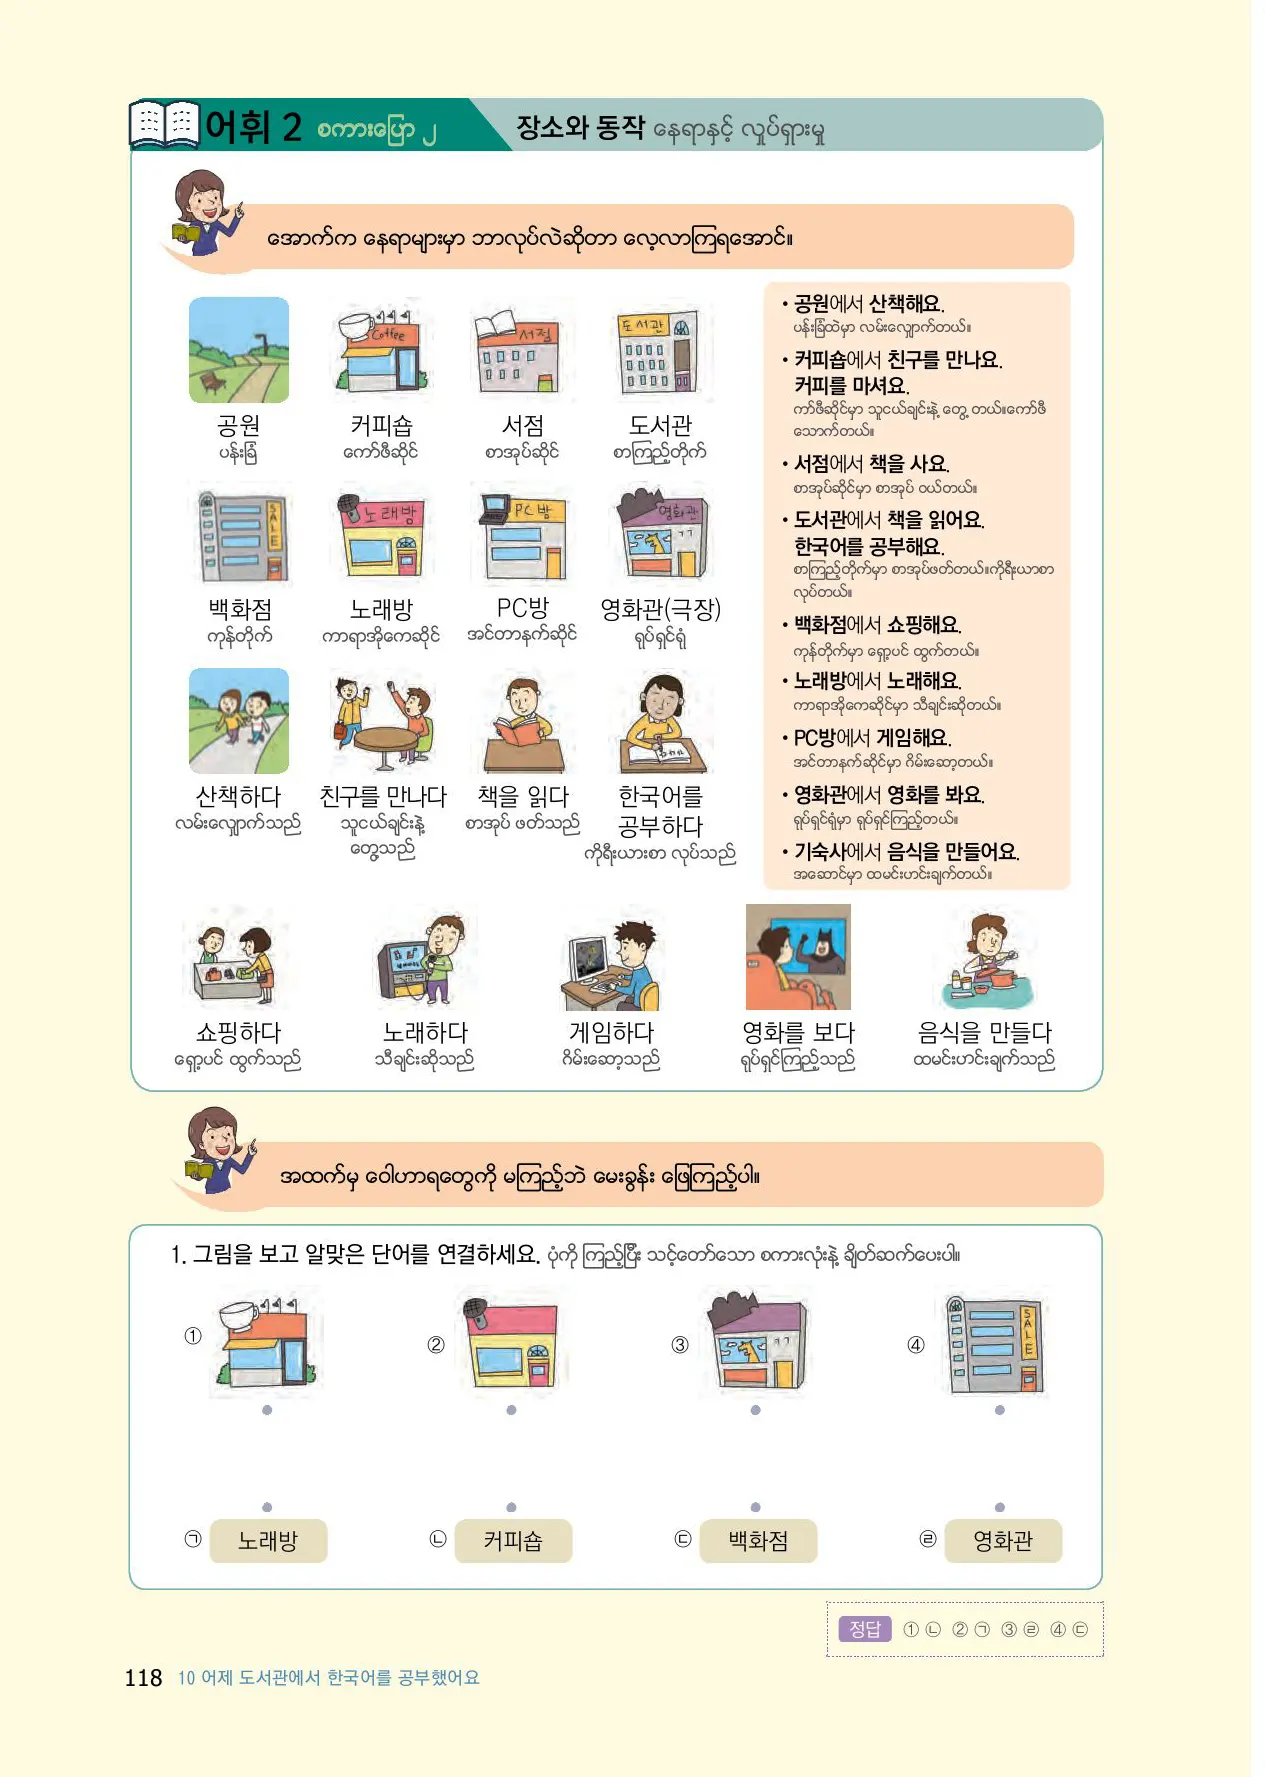 어휘 2 စကားပြော ၂ 장소와 동작 နေရာနှင့် လှုပ်ရှားမှု
အောက်က နေရာများမှာ ဘာလုပ်လဲဆိုတာ လေ့လာကြရအောင်။
Coffee 서점 도서관
공원 커피숍 서점 도서관
ပန်းခြံ ကော်ဖီဆိုင် စာအုပ်ဆိုင် စာကြည့်တိုက်
SALE 노래방 PC방 영화관
백화점 노래방 PC방 영화관(극장)
ကုန်တိုက် ကာရာအိုကေဆိုင် အင်တာနက်ဆိုင် ရုပ်ရှင်ရုံ
산책하다 친구를 만나다 책을 읽다 한국어를
공부하다
လမ်းလျှောက်သည် သူငယ်ချင်းနဲ့ စာအုပ် ဖတ်သည်
တွေ့သည်
ကိုရီးယားစာ လုပ်သည်
• 공원에서 산책해요.
ပန်းခြံထဲမှာ လမ်းလျှောက်တယ်။
• 커피숍에서 친구를 만나요.
커피를 마셔요.
ကာ်ဖီဆိုင်မှာ သူငယ်ချင်းနဲ့ တွေ့ တယ်။ကော်ဖီ
သောက်တယ်။
• 서점에서 책을 사요.
စာအုပ်ဆိုင်မှာ စာအုပ် ဝယ်တယ်။
• 도서관에서 책을 읽어요.
한국어를 공부해요.
စာကြည့်တိုက်မှာ စာအုပ်ဖတ်တယ်။ကိုရီးယာစာ
လုပ်တယ်။
• 백화점에서 쇼핑해요.
ကုန်တိုက်မှာ ရှော့ပင် ထွက်တယ်။
• 노래방에서 노래해요.
ကာရာအိုကေဆိုင်မှာ သီချင်းဆိုတယ်။
• PC방에서 게임해요.
အင်တာနက်ဆိုင်မှာ ဂိမ်းဆော့တယ်။
• 영화관에서 영화를 봐요.
ရုပ်ရှင်ရုံမှာ ရုပ်ရှင်ကြည့်တယ်။
• 기숙사에서 음식을 만들어요.
အဆောင်မှာ ထမင်းဟင်းချက်တယ်။
쇼핑하다 노래하다 게임하다 영화를 보다 음식을 만들다
ရှော့ပင် ထွက်သည် သီချင်းဆိုသည် ဂိမ်းဆော့သည် ရုပ်ရှင်ကြည့်သည် ထမင်းဟင်းချက်သည်
အထက်မှ ဝေါဟာရတွေကို မကြည့်ဘဲ မေးခွန်း ဖြေကြည့်ပါ။
1. 그림을 보고 알맞은 단어를 연결하세요. ပုံကို ကြည့်ပြီး သင့်တော်သော စကားလုံးနဲ့ ချိတ်ဆက်ပေးပါ။
① ② ③ ④ SALE
㉠ 노래방 ㉡ 커피숍 ㉢ 백화점 ㉣ 영화관
정답 ① ㉡ ② ㉠ ③ ㉣ ④ ㉢
118 10 어제 도서관에서 한국어를 공부했어요